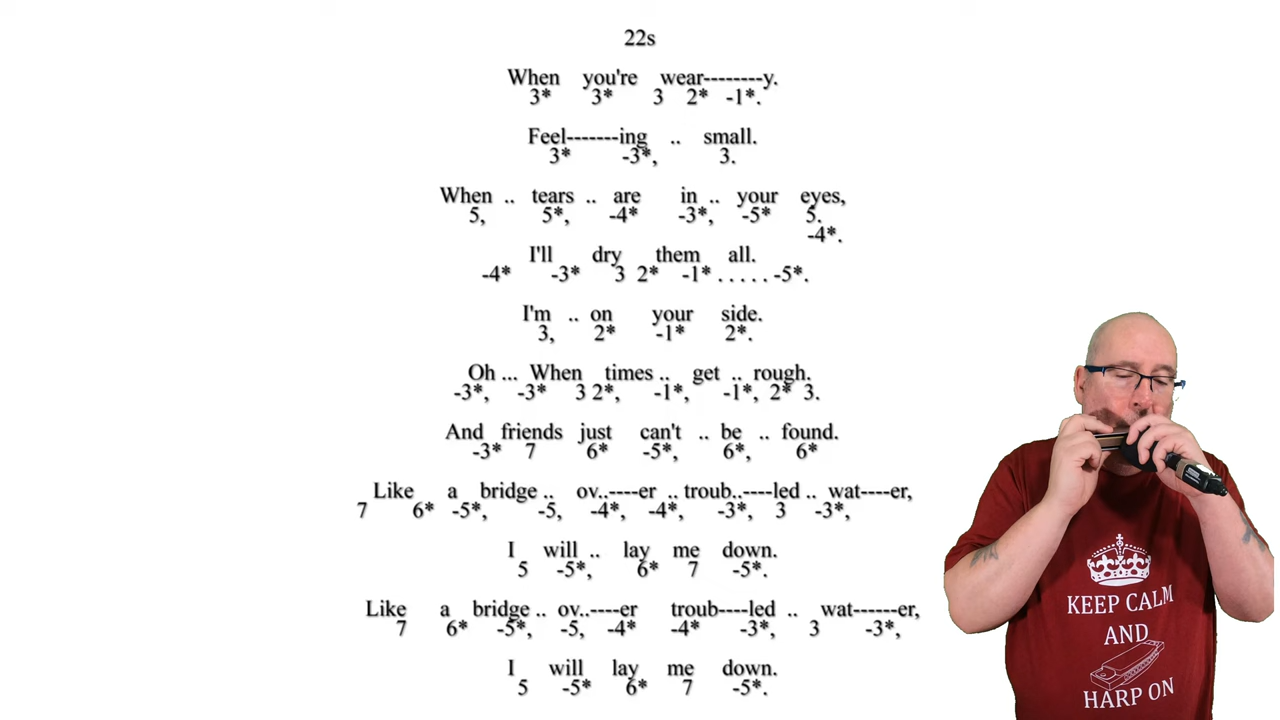 22s
When you're wear--------y.
3* 3* 3 2* -1*.
Feel-------ing .. small.
3* -3*, 3.
When .. tears .. are in .. your eyes,
5, 5*, -4* -3*, -5* 5.
-4*.
I'll dry them all.
-4* -3* 3 2* -1* . . . . . -5*.
I'm .. on your side.
3, 2* -1* 2*.
Oh ... When times .. get .. rough.
-3*, -3* 3 2*, -1*, -1*, 2* 3.
And friends just can't .. be .. found.
-3* 7 6* -5*, 6*, 6*
Like a bridge .. ov..----er .. troub..----led .. wat----er,
7 6* -5*, -5, -4*, -4*, -3*, 3 -3*,
I will .. lay me down.
5 -5*, 6* 7 -5*.
Like a bridge .. ov..----er troub----led .. wat------er,
7 6* -5*, -5, -4* -4* -3*, 3 -3*,
I will lay me down.
5 -5* 6* 7 -5*.
KEEP CALM
AND
HARP ON